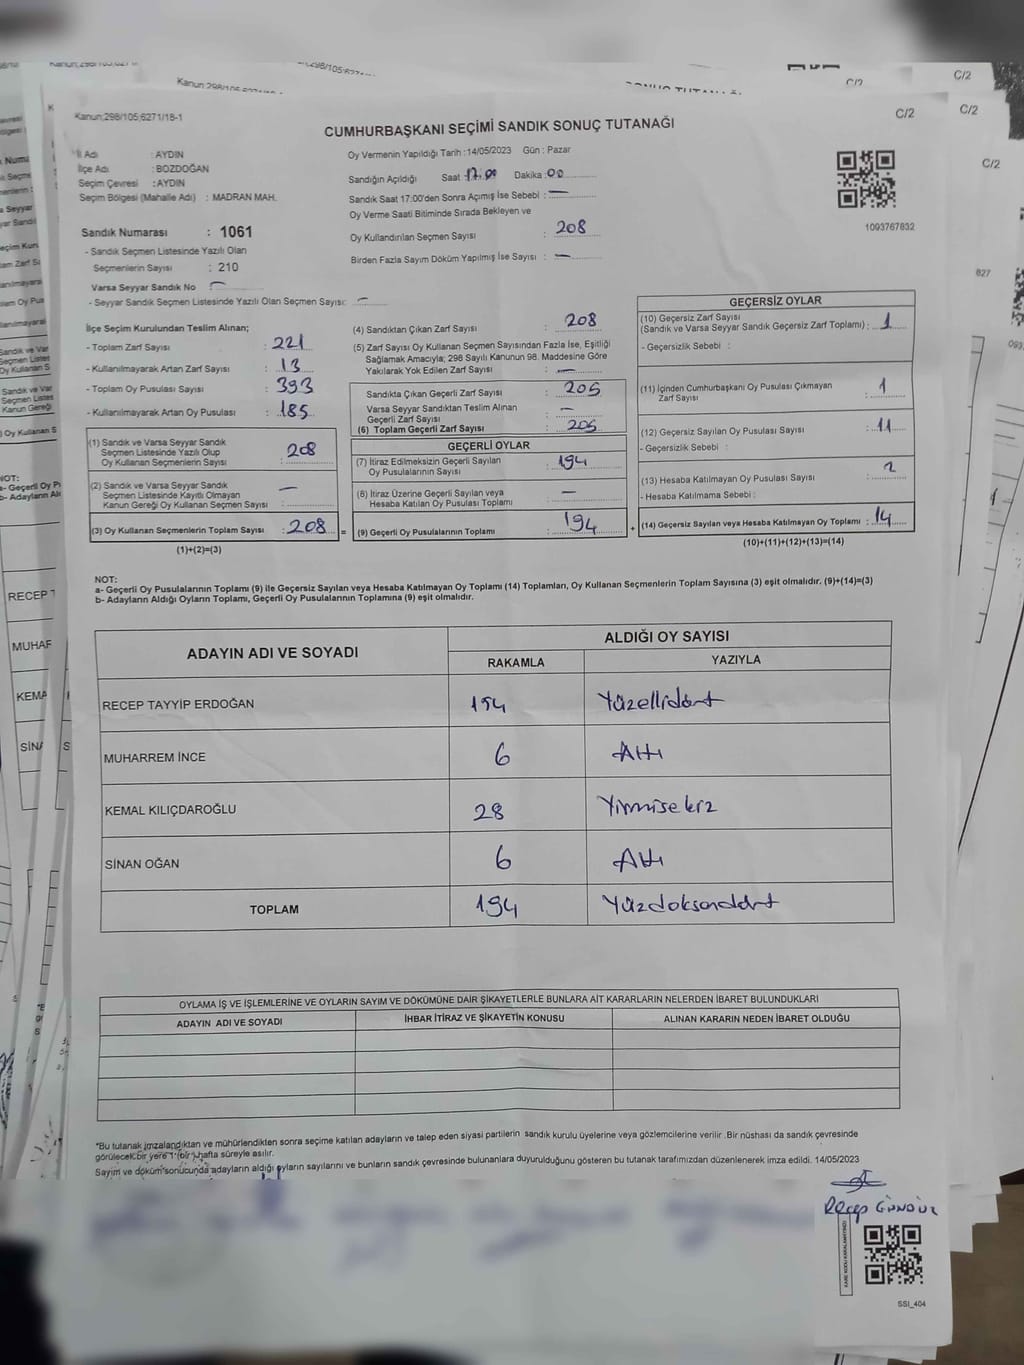 Kanun;298/105;6271/18-1
C/2
CUMHURBAŞKANI SEÇİMİ SANDIK SONUÇ TUTANAĞI
İl Adı : AYDIN
İlçe Adı : BOZDOĞAN
Seçim Çevresi : AYDIN
Seçim Bölgesi (Mahalle Adı) : MADRAN MAH.
Oy Vermenin Yapıldığı Tarih :14/05/2023 Gün : Pazar
Sandığın Açıldığı Saat :17.00 Dakika :00
Sandık Saat 17:00'den Sonra Açımış İse Sebebi : —
Oy Verme Saati Bitiminde Sırada Bekleyen ve
Oy Kullandırılan Seçmen Sayısı : 208
Birden Fazla Sayım Döküm Yapılmış İse Sayısı : —
1093767832
Sandık Numarası : 1061
- Sandık Seçmen Listesinde Yazılı Olan
Seçmenlerin Sayısı : 210
Varsa Seyyar Sandık No —
- Seyyar Sandık Seçmen Listesinde Yazılı Olan Seçmen Sayısı: —
İlçe Seçim Kurulundan Teslim Alınan;
- Toplam Zarf Sayısı : 221
- Kullanılmayarak Artan Zarf Sayısı : 13
- Toplam Oy Pusulası Sayısı : 393
- Kullanılmayarak Artan Oy Pusulası : 185
(1) Sandık ve Varsa Seyyar Sandık
Seçmen Listesinde Yazılı Olup
Oy Kullanan Seçmenlerin Sayısı : 208
(2) Sandık ve Varsa Seyyar Sandık
Seçmen Listesinde Kayıtlı Olmayan
Kanun Gereği Oy Kullanan Seçmen Sayısı : —
(3) Oy Kullanan Seçmenlerin Toplam Sayısı : 208 =
(1)+(2)=(3)
(4) Sandıktan Çıkan Zarf Sayısı : 208
(5) Zarf Sayısı Oy Kullanan Seçmen Sayısından Fazla İse, Eşitliği
Sağlamak Amacıyla; 298 Sayılı Kanunun 98. Maddesine Göre
Yakılarak Yok Edilen Zarf Sayısı : —
Sandıkta Çıkan Geçerli Zarf Sayısı : 205
Varsa Seyyar Sandıktan Teslim Alınan
Geçerli Zarf Sayısı : —
(6) Toplam Geçerli Zarf Sayısı : 205
GEÇERLİ OYLAR
(7) İtiraz Edilmeksizin Geçerli Sayılan
Oy Pusulalarının Sayısı : 194
(8) İtiraz Üzerine Geçerli Sayılan veya
Hesaba Katılan Oy Pusulası Toplamı : —
(9) Geçerli Oy Pusulalarının Toplamı : 194 +
GEÇERSİZ OYLAR
(10) Geçersiz Zarf Sayısı
(Sandık ve Varsa Seyyar Sandık Geçersiz Zarf Toplamı) : 1
- Geçersizlik Sebebi :
(11) İçinden Cumhurbaşkanı Oy Pusulası Çıkmayan
Zarf Sayısı : 1
(12) Geçersiz Sayılan Oy Pusulası Sayısı : 11
- Geçersizlik Sebebi :
(13) Hesaba Katılmayan Oy Pusulası Sayısı : 2
- Hesaba Katılmama Sebebi :
(14) Geçersiz Sayılan veya Hesaba Katılmayan Oy Toplamı : 14
(10)+(11)+(12)+(13)=(14)
NOT:
a- Geçerli Oy Pusulalarının Toplamı (9) ile Geçersiz Sayılan veya Hesaba Katılmayan Oy Toplamı (14) Toplamları, Oy Kullanan Seçmenlerin Toplam Sayısına (3) eşit olmalıdır. (9)+(14)=(3)
b- Adayların Aldığı Oyların Toplamı, Geçerli Oy Pusulalarının Toplamına (9) eşit olmalıdır.
ADAYIN ADI VE SOYADI
ALDIĞI OY SAYISI
RAKAMLA YAZIYLA
RECEP TAYYİP ERDOĞAN 154 Yüzellidört
MUHARREM İNCE 6 Altı
KEMAL KILIÇDAROĞLU 28 Yirmisekiz
SİNAN OĞAN 6 Altı
TOPLAM 194 Yüzdoksandört
OYLAMA İŞ VE İŞLEMLERİNE VE OYLARIN SAYIM VE DÖKÜMÜNE DAİR ŞİKAYETLERLE BUNLARA AİT KARARLARIN NELERDEN İBARET BULUNDUKLARI
ADAYIN ADI VE SOYADI İHBAR İTİRAZ VE ŞİKAYETİN KONUSU ALINAN KARARIN NEDEN İBARET OLDUĞU
*Bu tutanak imzalandıktan ve mühürlendikten sonra seçime katılan adayların ve talep eden siyasi partilerin sandık kurulu üyelerine veya gözlemcilerine verilir .Bir nüshası da sandık çevresinde
görülecek bir yere 1 (bir) hafta süreyle asılır.
Sayım ve döküm sonucunda adayların aldığı oyların sayılarını ve bunların sandık çevresinde bulunanlara duyurulduğunu gösteren bu tutanak tarafımızdan düzenlenerek imza edildi. 14/05/2023
Recep
SSI_404